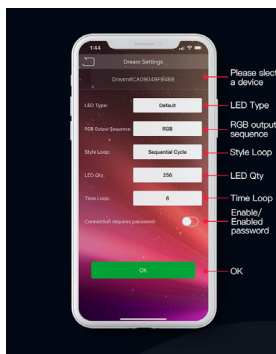 1:44
Dream Settings
Dream#CA09049F9488
Please slect
a device
LED Type:
Default
LED Type
RGB Output Sequence:
RGB
RGB output
sequence
Style Loop:
Sequential Cycle
Style Loop
LED Qty:
256
LED Qty
Time Loop:
6
Time Loop
Connection requires password:
Enable/
Enabled
password
OK
OK